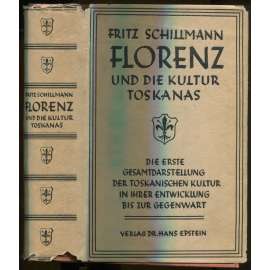 FRITZ SCHILLMANN
FLORENZ
UND DIE KULTUR
TOSKANAS
FRITZ SCHILLMANN
FLORENZ
UND DIE KULTUR
TOSKANAS
DIE ERSTE
GESAMTDARSTELLUNG
DER TOSKANISCHEN KULTUR
IN IHRER ENTWICKLUNG
BIS ZUR GEGENWART
VERLAG DR. HANS EPSTEIN